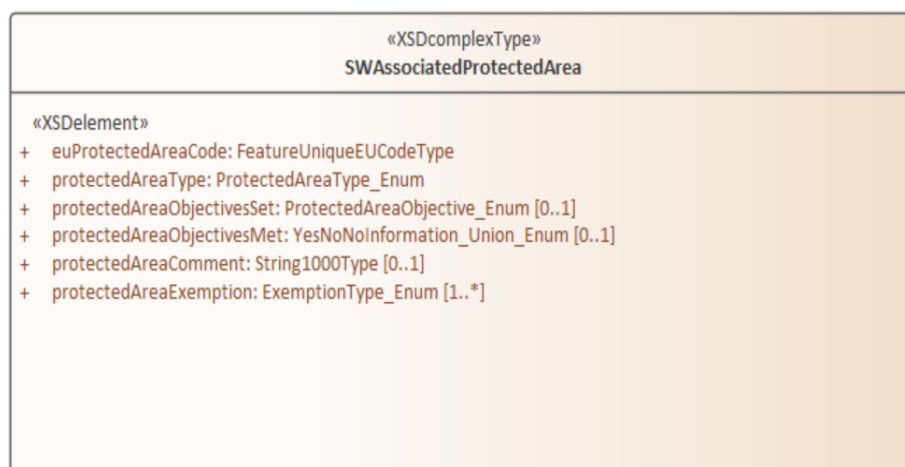 «XSDcomplexType»
SWAssociatedProtectedArea
«XSDelement»
+ euProtectedAreaCode: FeatureUniqueEUCodeType
+ protectedAreaType: ProtectedAreaType_Enum
+ protectedAreaObjectivesSet: ProtectedAreaObjective_Enum [0..1]
+ protectedAreaObjectivesMet: YesNoNoInformation_Union_Enum [0..1]
+ protectedAreaComment: String1000Type [0..1]
+ protectedAreaExemption: ExemptionType_Enum [1..*]